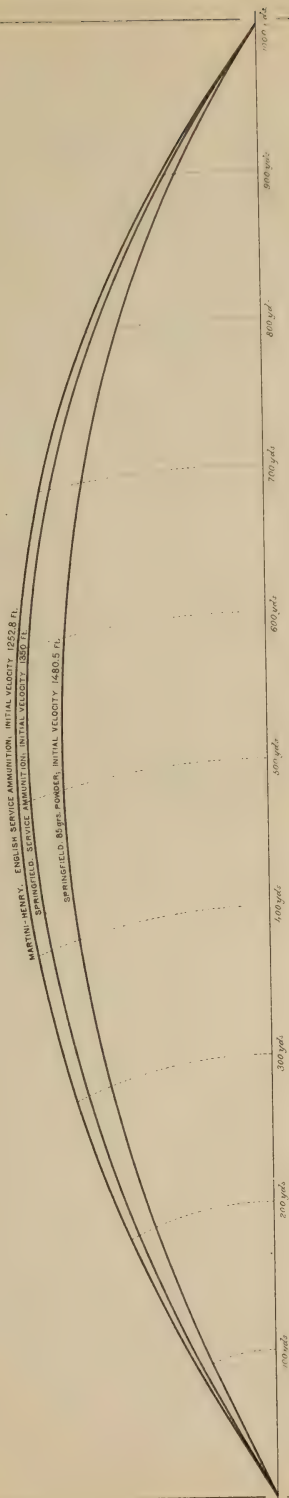 MARTINI-HENRY, ENGLISH SERVICE AMMUNITION, INITIAL VELOCITY 1252.8 Ft.
SPRINGFIELD, SERVICE AMMUNITION, INITIAL VELOCITY 1350 Ft.
SPRINGFIELD, 85 grs. POWDER, INITIAL VELOCITY 1480.5 Ft.
100 yds
200 yds
300 yds
400 yds
500 yds
600 yds
700 yds
800 yds
900 yds
1000 yds